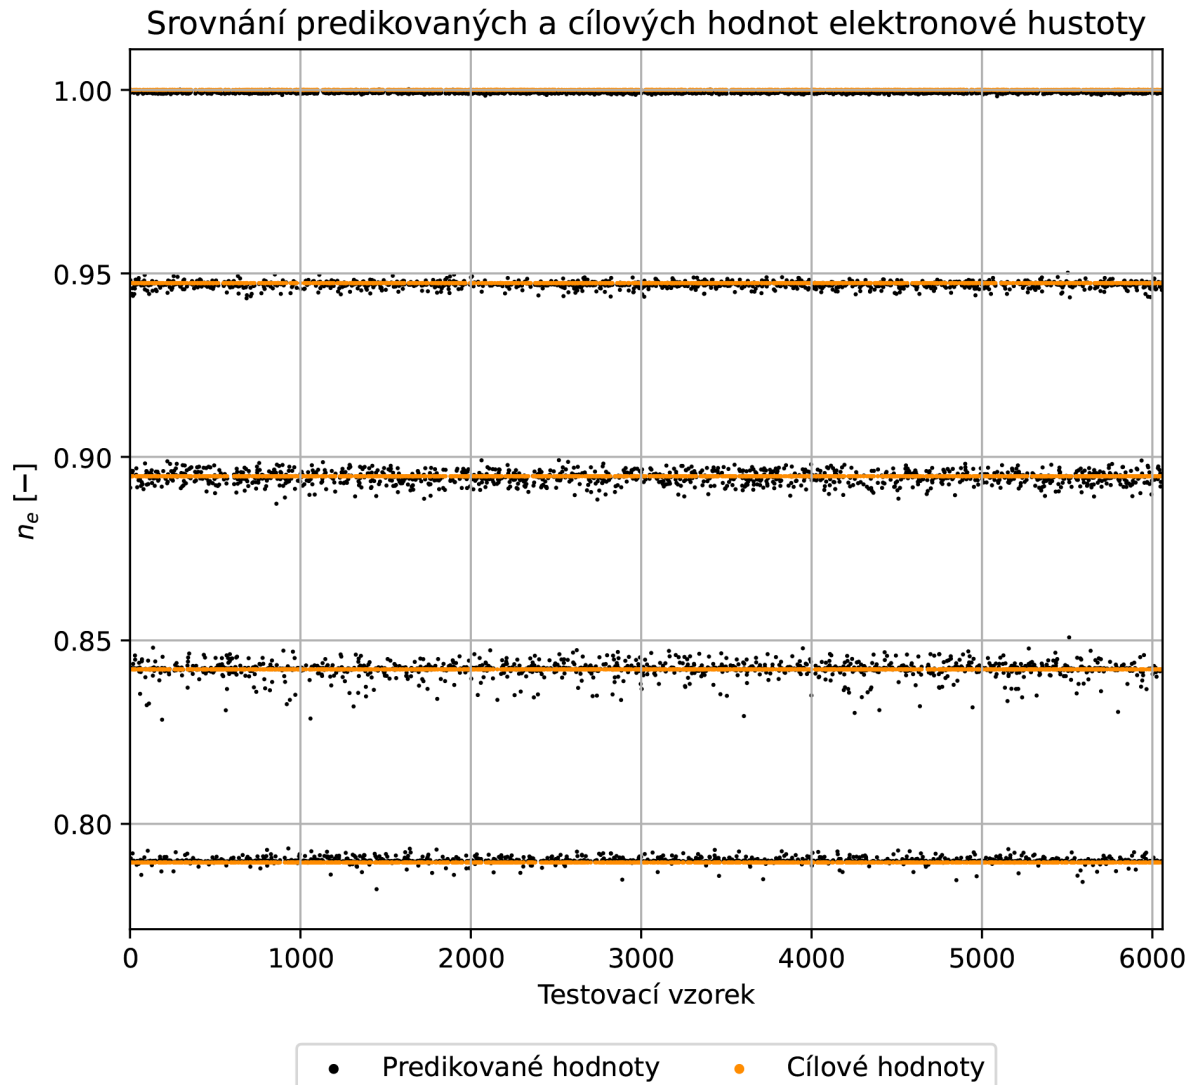 Srovnání predikovaných a cílových hodnot elektronové hustoty
1.00
0.95
0.90
0.85
0.80
nₑ [−]
0 1000 2000 3000 4000 5000 6000
Testovací vzorek
Predikované hodnoty Cílové hodnoty